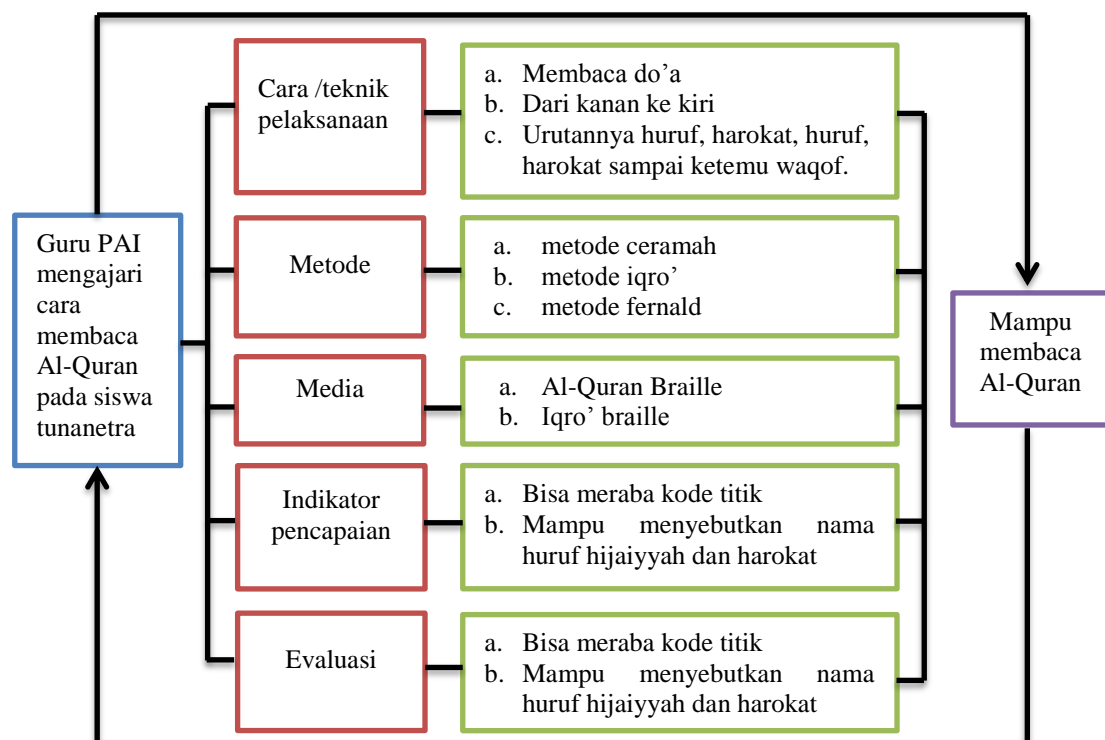 Guru PAI
mengajari
cara
membaca
Al-Quran
pada siswa
tunanetra
Cara /teknik
pelaksanaan
a. Membaca do’a
b. Dari kanan ke kiri
c. Urutannya huruf, harokat, huruf,
harokat sampai ketemu waqof.
Metode
a. metode ceramah
b. metode iqro’
c. metode fernald
Media
a. Al-Quran Braille
b. Iqro’ braille
Indikator
pencapaian
a. Bisa meraba kode titik
b. Mampu menyebutkan nama
huruf hijaiyyah dan harokat
Evaluasi
a. Bisa meraba kode titik
b. Mampu menyebutkan nama
huruf hijaiyyah dan harokat
Mampu
membaca
Al-Quran